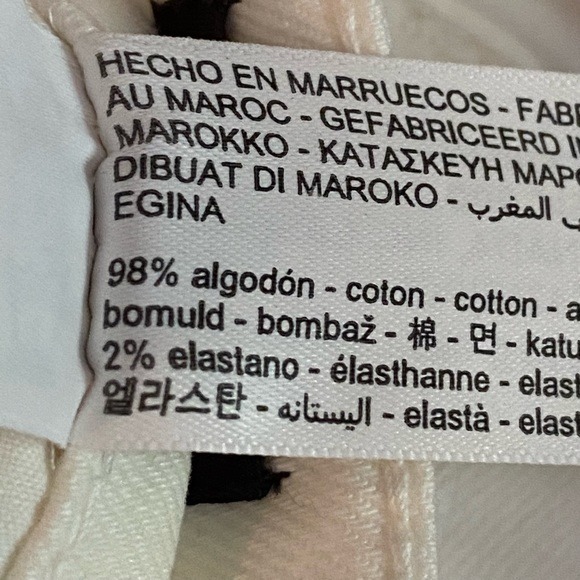 HECHO EN MARRUECOS - FABR
AU MAROC - GEFABRICEERD I
MAROKKO - ΚΑΤΑΣΚΕΥΗ ΜΑΡ
DIBUAT DI MAROKO - المغرب
EGINA
98% algodón - coton - cotton - a
bomuld - bombaž - 棉 - 면 - katu
2% elastano - élasthanne - elast
엘라스탄 - اليستانه - elastà - elast